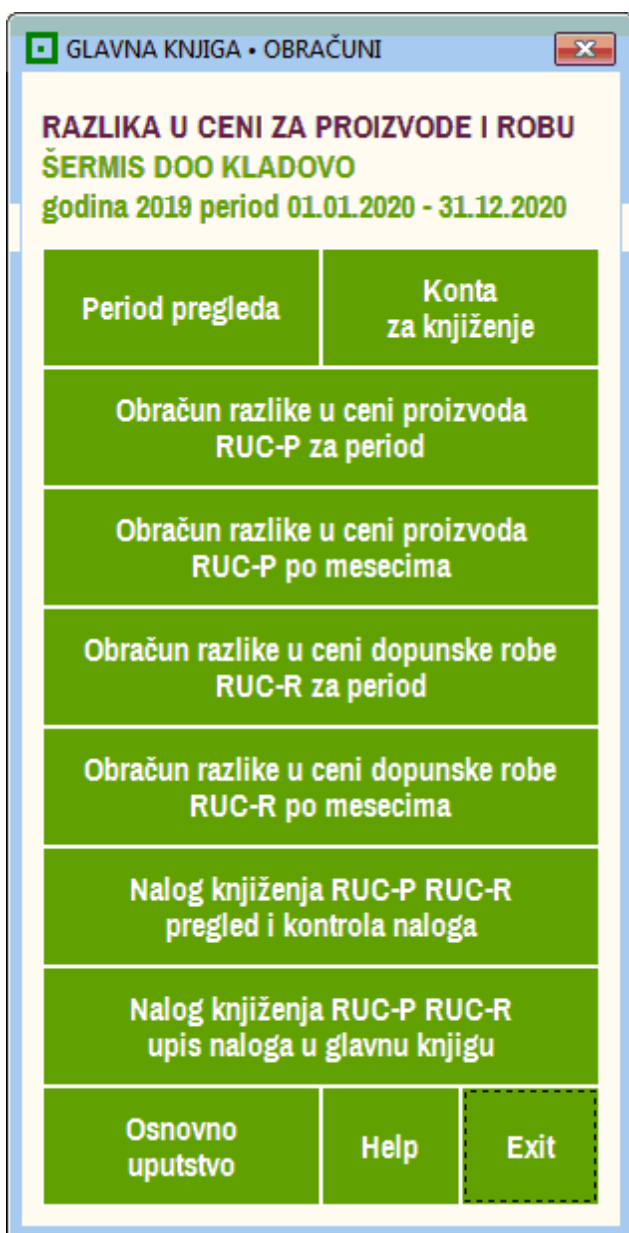 GLAVNA KNJIGA • OBRAČUNI
RAZLIKA U CENI ZA PROIZVODE I ROBU
ŠERMIS DOO KLADOVO
godina 2019 period 01.01.2020 - 31.12.2020
Period pregleda
Konta
za knjiženje
Obračun razlike u ceni proizvoda
RUC-P za period
Obračun razlike u ceni proizvoda
RUC-P po mesecima
Obračun razlike u ceni dopunske robe
RUC-R za period
Obračun razlike u ceni dopunske robe
RUC-R po mesecima
Nalog knjiženja RUC-P RUC-R
pregled i kontrola naloga
Nalog knjiženja RUC-P RUC-R
upis naloga u glavnu knjigu
Osnovno
uputstvo
Help
Exit